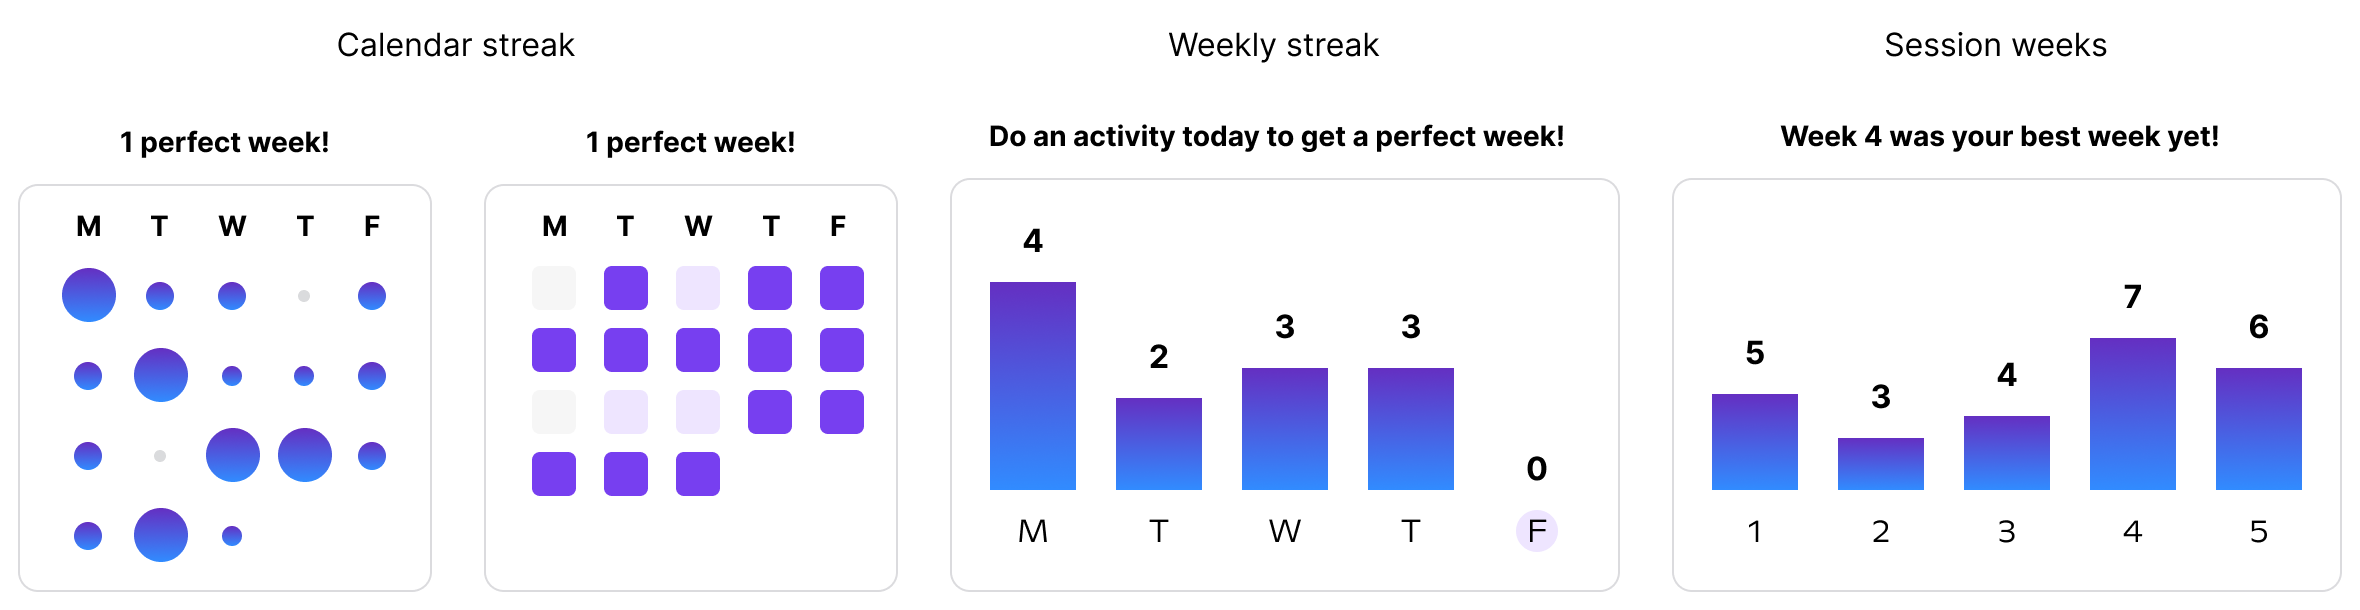 Calendar streak
Weekly streak
Session weeks
1 perfect week!
M T W T F
1 perfect week!
M T W T F
Do an activity today to get a perfect week!
4
2
3
3
0
M T W T F
Week 4 was your best week yet!
5
3
4
7
6
1 2 3 4 5